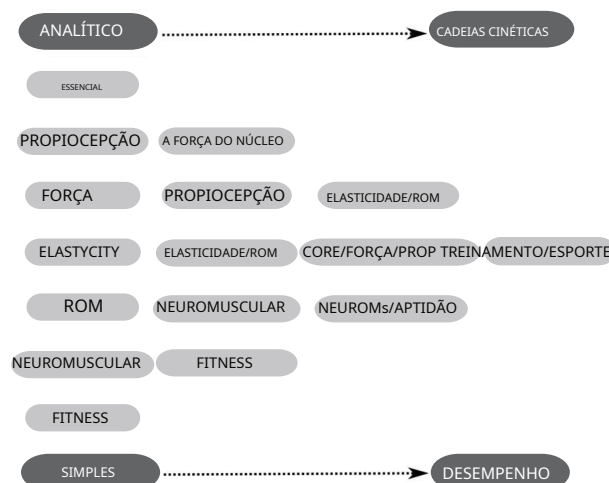 ANALÍTICO CADEIAS CINÉTICAS
ESSENCIAL
PROPIOCEPÇÃO A FORÇA DO NÚCLEO
FORÇA PROPIOCEPÇÃO ELASTICIDADE/ROM
ELASTYCITY ELASTICIDADE/ROM CORE/FORÇA/PROP TREINAMENTO/ESPORTE
ROM NEUROMUSCULAR NEUROMs/APTIDÃO
NEUROMUSCULAR FITNESS
FITNESS
SIMPLES DESEMPENHO